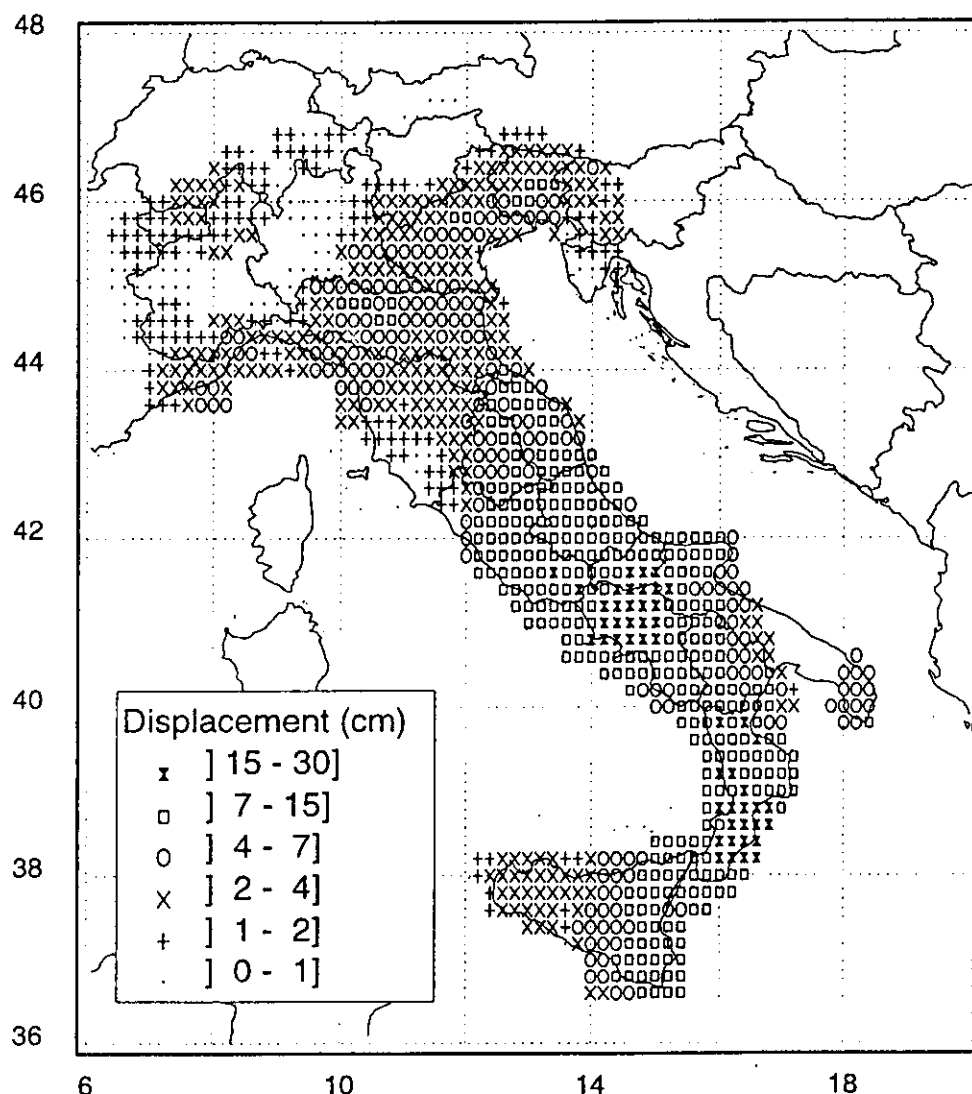 48
46
44
42
40
38
36
Displacement (cm)
] 15 - 30]
] 7 - 15]
] 4 - 7]
] 2 - 4]
] 1 - 2]
] 0 - 1]
6 10 14 18